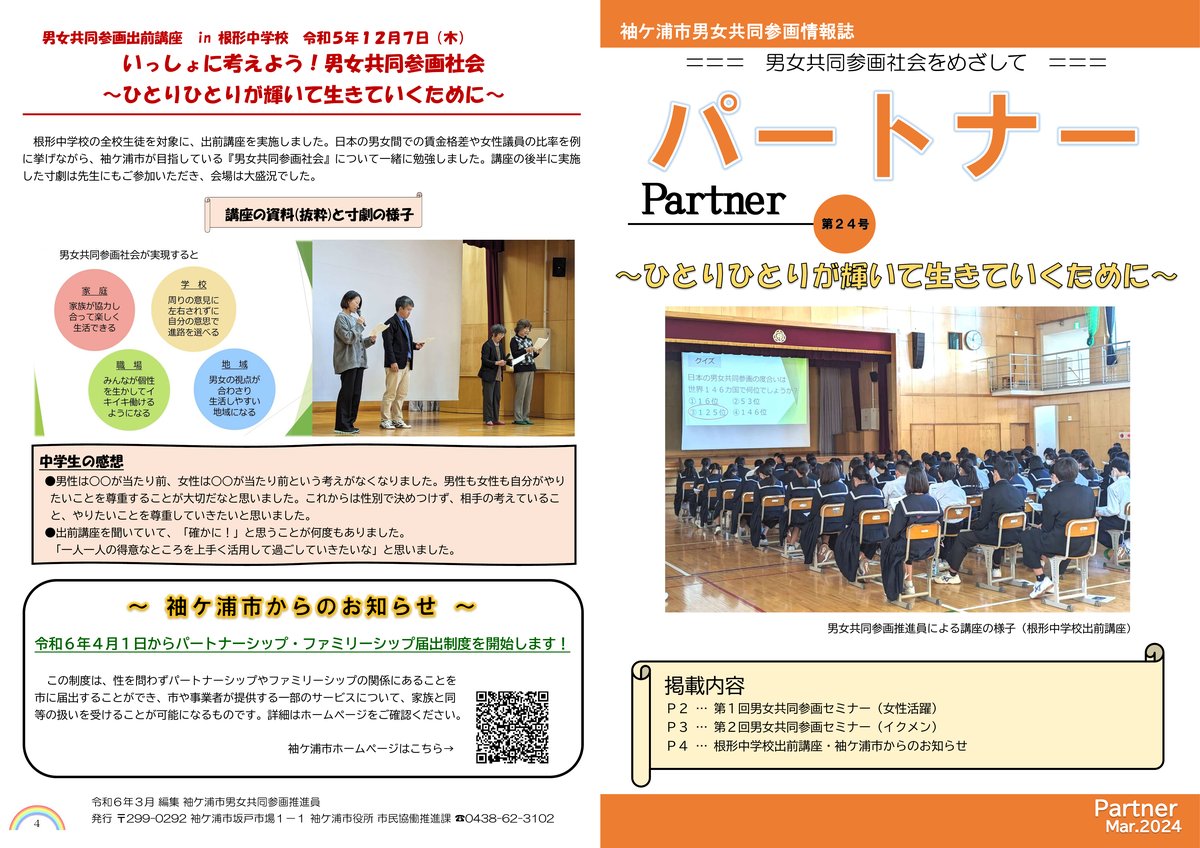 男女共同参画出前講座 in 根形中学校 令和5年12月7日（木）
いっしょに考えよう！男女共同参画社会
～ひとりひとりが輝いて生きていくために～
根形中学校の全校生徒を対象に、出前講座を実施しました。日本の男女間での賃金格差や女性議員の比率を例
に挙げながら、袖ケ浦市が目指している『男女共同参画社会』について一緒に勉強しました。講座の後半に実施
した寸劇は先生にもご参加いただき、会場は大盛況でした。
講座の資料(抜粋)と寸劇の様子
男女共同参画社会が実現すると
家 庭
家族が協力し
合って楽しく
生活できる
学 校
周りの意見に
左右されずに
自分の意思で
進路を選べる
職 場
みんなが個性
を生かしてイ
キイキ働ける
ようになる
地 域
男女の視点が
合わさり
生活しやすい
地域になる
中学生の感想
●男性は〇〇が当たり前、女性は〇〇が当たり前という考えがなくなりました。男性も女性も自分がやり
たいことを尊重することが大切だなと思いました。これからは性別で決めつけず、相手の考えているこ
と、やりたいことを尊重していきたいと思いました。
●出前講座を聞いていて、「確かに！」と思うことが何度もありました。
「一人一人の得意なところを上手く活用して過ごしていきたいな」と思いました。
～ 袖ケ浦市からのお知らせ ～
令和6年4月1日からパートナーシップ・ファミリーシップ届出制度を開始します！
この制度は、性を問わずパートナーシップやファミリーシップの関係にあることを
市に届出することができ、市や事業者が提供する一部のサービスについて、家族と同
等の扱いを受けることが可能になるものです。詳細はホームページをご確認ください。
袖ケ浦市ホームページはこちら→
令和6年3月 編集 袖ケ浦市男女共同参画推進員
発行 〒299-0292 袖ケ浦市坂戸市場1－1 袖ケ浦市役所 市民協働推進課 ☎0438-62-3102
4
袖ケ浦市男女共同参画情報誌
＝＝＝ 男女共同参画社会をめざして ＝＝＝
パートナー
Partner
第24号
～ひとりひとりが輝いて生きていくために～
クイズ
日本の男女共同参画の度合いは
世界146カ国で何位でしょうか？
①16位 ②53位
③125位 ④146位
男女共同参画推進員による講座の様子（根形中学校出前講座）
掲載内容
P2 … 第1回男女共同参画セミナー（女性活躍）
P3 … 第2回男女共同参画セミナー（イクメン）
P4 … 根形中学校出前講座・袖ケ浦市からのお知らせ
Partner
Mar.2024